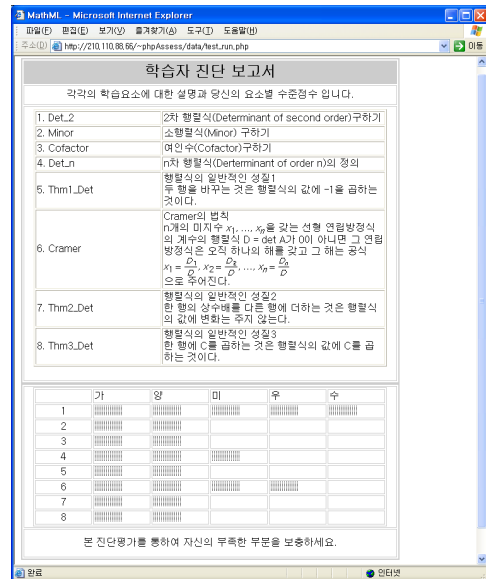 MathML - Microsoft Internet Explorer
파일(F) 편집(E) 보기(V) 즐겨찾기(A) 도구(T) 도움말(H)
주소(D) http://210,110,88,66/~phpAssess/data/test_run,php 이동
학습자 진단 보고서
각각의 학습요소에 대한 설명과 당신의 요소별 수준점수 입니다.
1. Det_2 2차 행렬식(Determinant of second order)구하기
2. Minor 소행렬식(Minor) 구하기
3. Cofactor 여인수(Cofactor)구하기
4. Det_n n차 행렬식(Derterminant of order n)의 정의
5. Thm1_Det 행렬식의 일반적인 성질1
두 행을 바꾸는 것은 행렬식의 값에 -1을 곱하는
것이다.
6. Cramer Cramer의 법칙
n개의 미지수 x₁, ..., xₙ을 갖는 선형 연립방정식
의 계수의 행렬식 D = det A가 0이 아니면 그 연립
방정식은 오직 하나의 해를 갖고 그 해는 공식
x₁ = D₁/D, x₂ = D₂/D, ..., xₙ = Dₙ/D
으로 주어진다.
7. Thm2_Det 행렬식의 일반적인 성질2
한 행의 상수배를 다른 행에 더하는 것은 행렬식
의 값에 변화는 주지 않는다.
8. Thm3_Det 행렬식의 일반적인 성질3
한 행에 C를 곱하는 것은 행렬식의 값에 C를 곱
하는 것이다.
가 양 미 우 수
1
2
3
4
5
6
7
8
본 진단평가를 통하여 자신의 부족한 부문을 보충하세요.
완료 인터넷